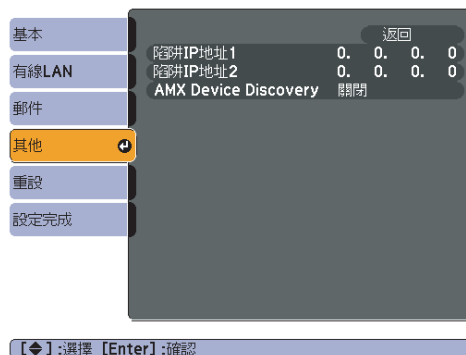 基本
有線LAN
郵件
其他
重設
設定完成
返回
陷阱IP地址1 0. 0. 0. 0
陷阱IP地址2 0. 0. 0. 0
AMX Device Discovery 關閉
[◆] :選擇 [Enter] :確認